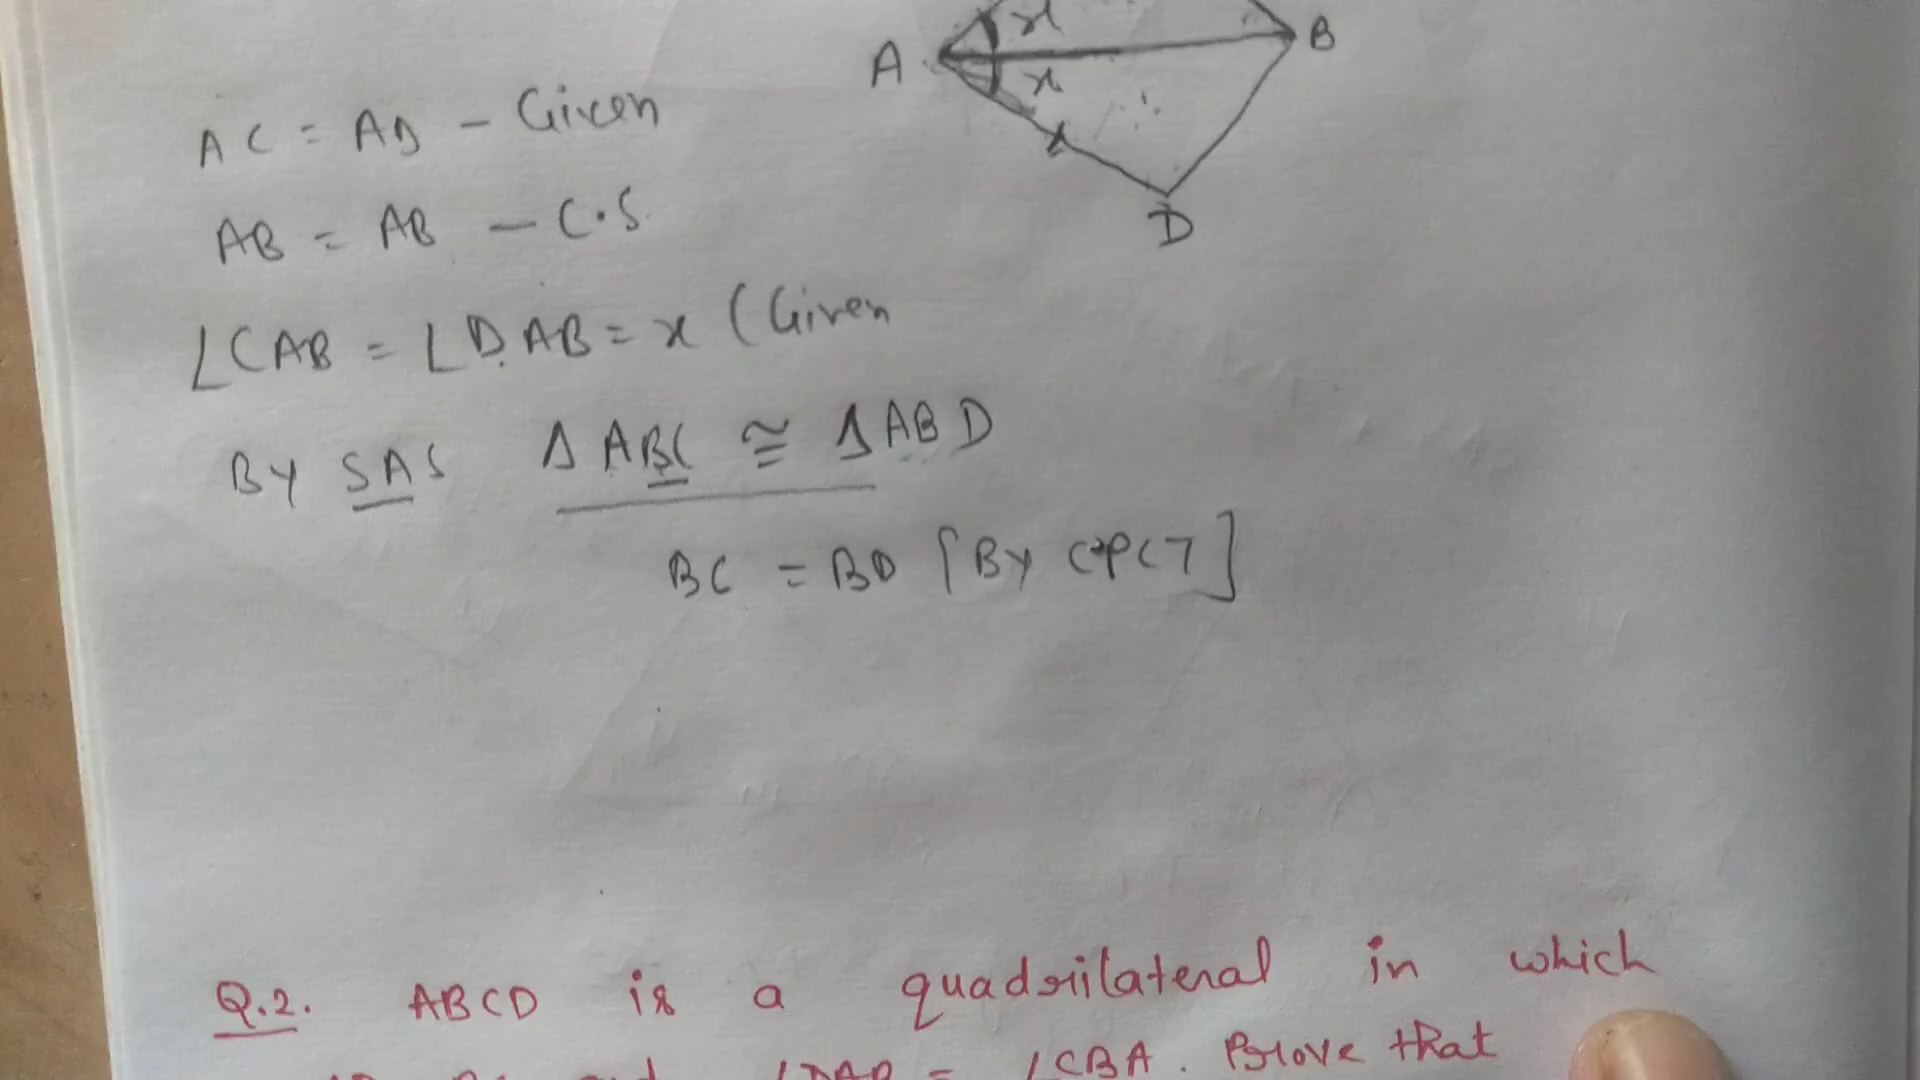 x
A
B
x
D
AC = AD - Given
AB = AB - C.S.
∠CAB = ∠DAB = x (Given
By SAS ΔABC ≅ ΔABD
BC = BD [By CPCT]
Q.2. ABCD is a quadrilateral in which
∠DAB = ∠CBA. Prove that